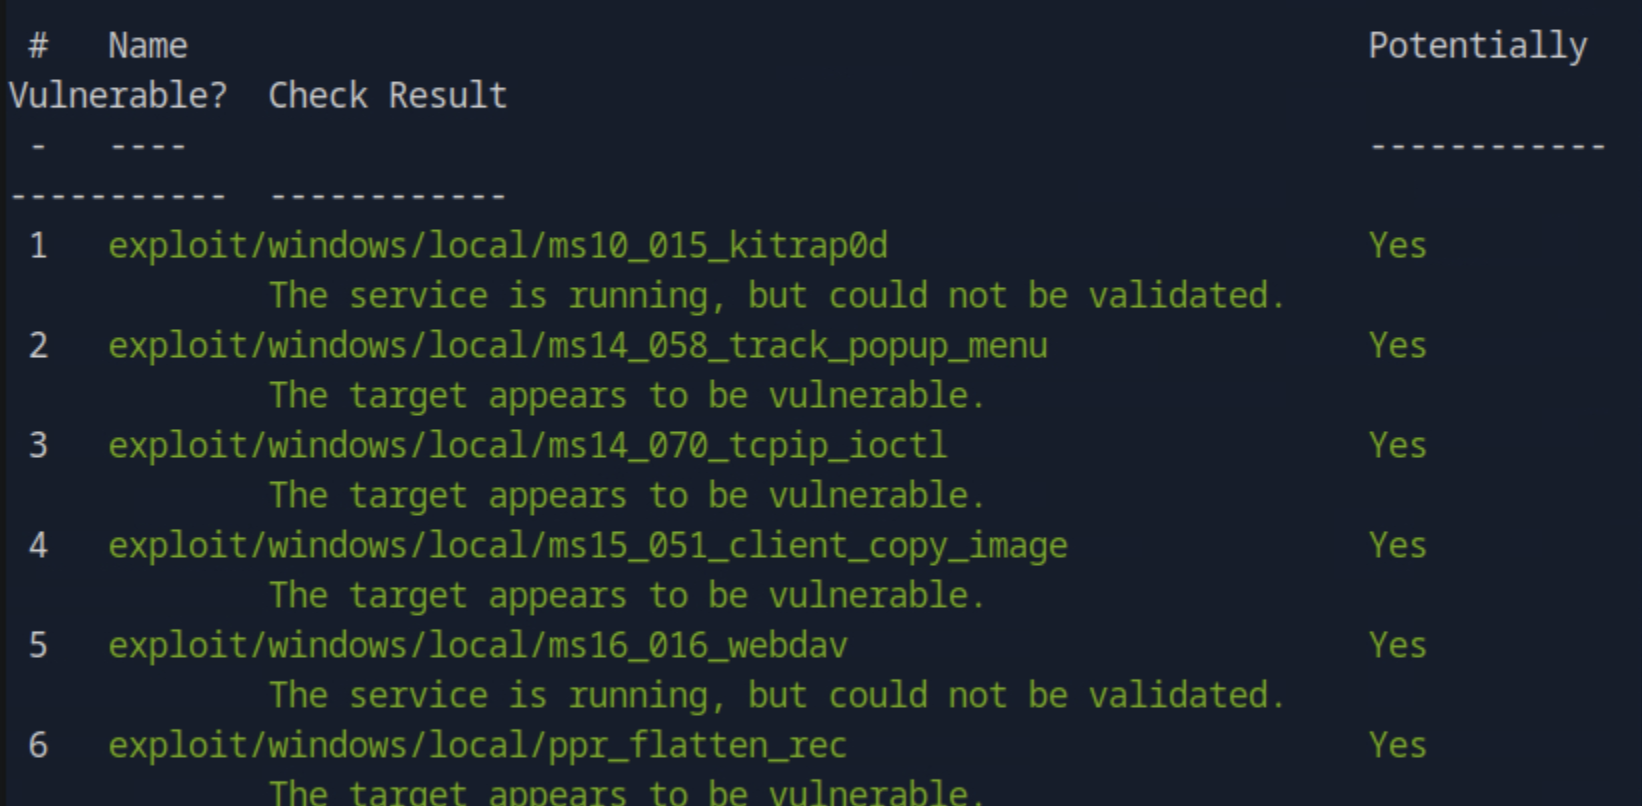 # Name Potentially
Vulnerable? Check Result
- ---- ------------
----------- ------------
1 exploit/windows/local/ms10_015_kitrap0d Yes
The service is running, but could not be validated.
2 exploit/windows/local/ms14_058_track_popup_menu Yes
The target appears to be vulnerable.
3 exploit/windows/local/ms14_070_tcpip_ioctl Yes
The target appears to be vulnerable.
4 exploit/windows/local/ms15_051_client_copy_image Yes
The target appears to be vulnerable.
5 exploit/windows/local/ms16_016_webdav Yes
The service is running, but could not be validated.
6 exploit/windows/local/ppr_flatten_rec Yes
The target appears to be vulnerable.